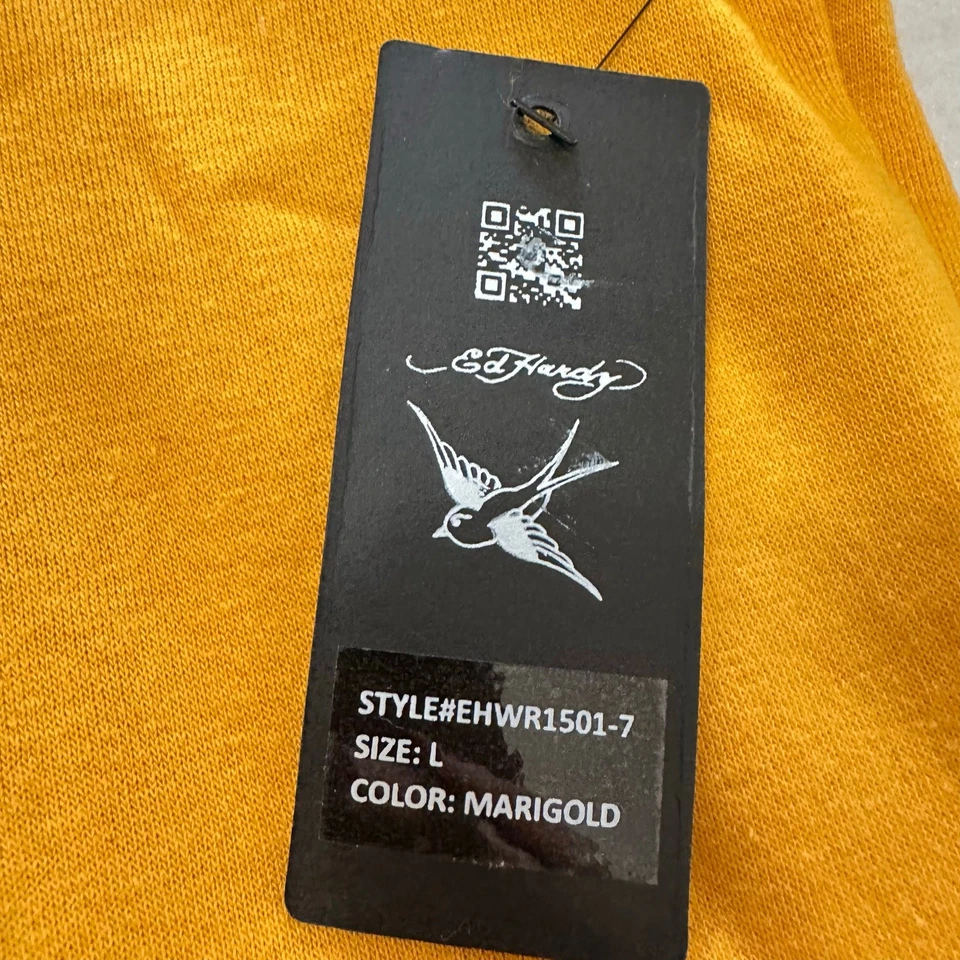 Ed Hardy
STYLE#EHWR1501-7
SIZE: L
COLOR: MARIGOLD